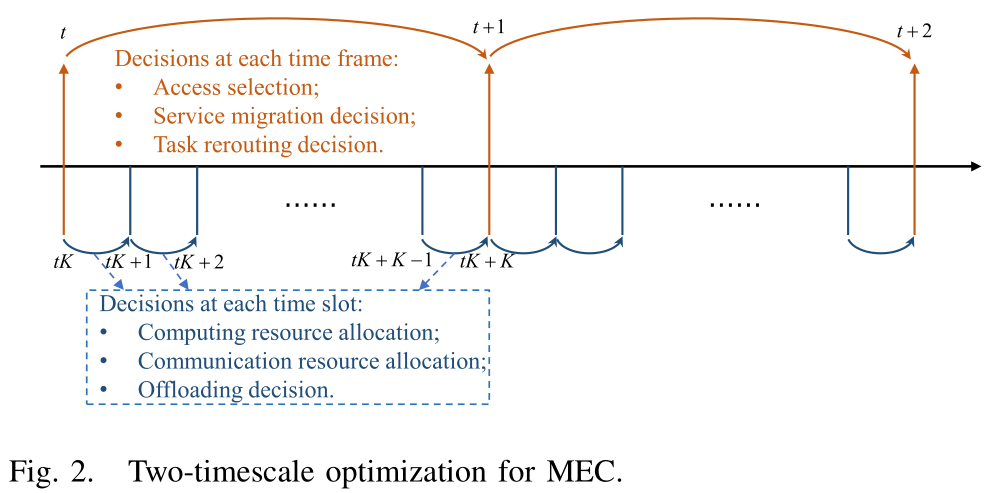 t
t+1
t+2
Decisions at each time frame:
• Access selection;
• Service migration decision;
• Task rerouting decision.
......
......
tK
tK+1
tK+2
tK+K−1
tK+K
Decisions at each time slot:
• Computing resource allocation;
• Communication resource allocation;
• Offloading decision.
Fig. 2. Two-timescale optimization for MEC.